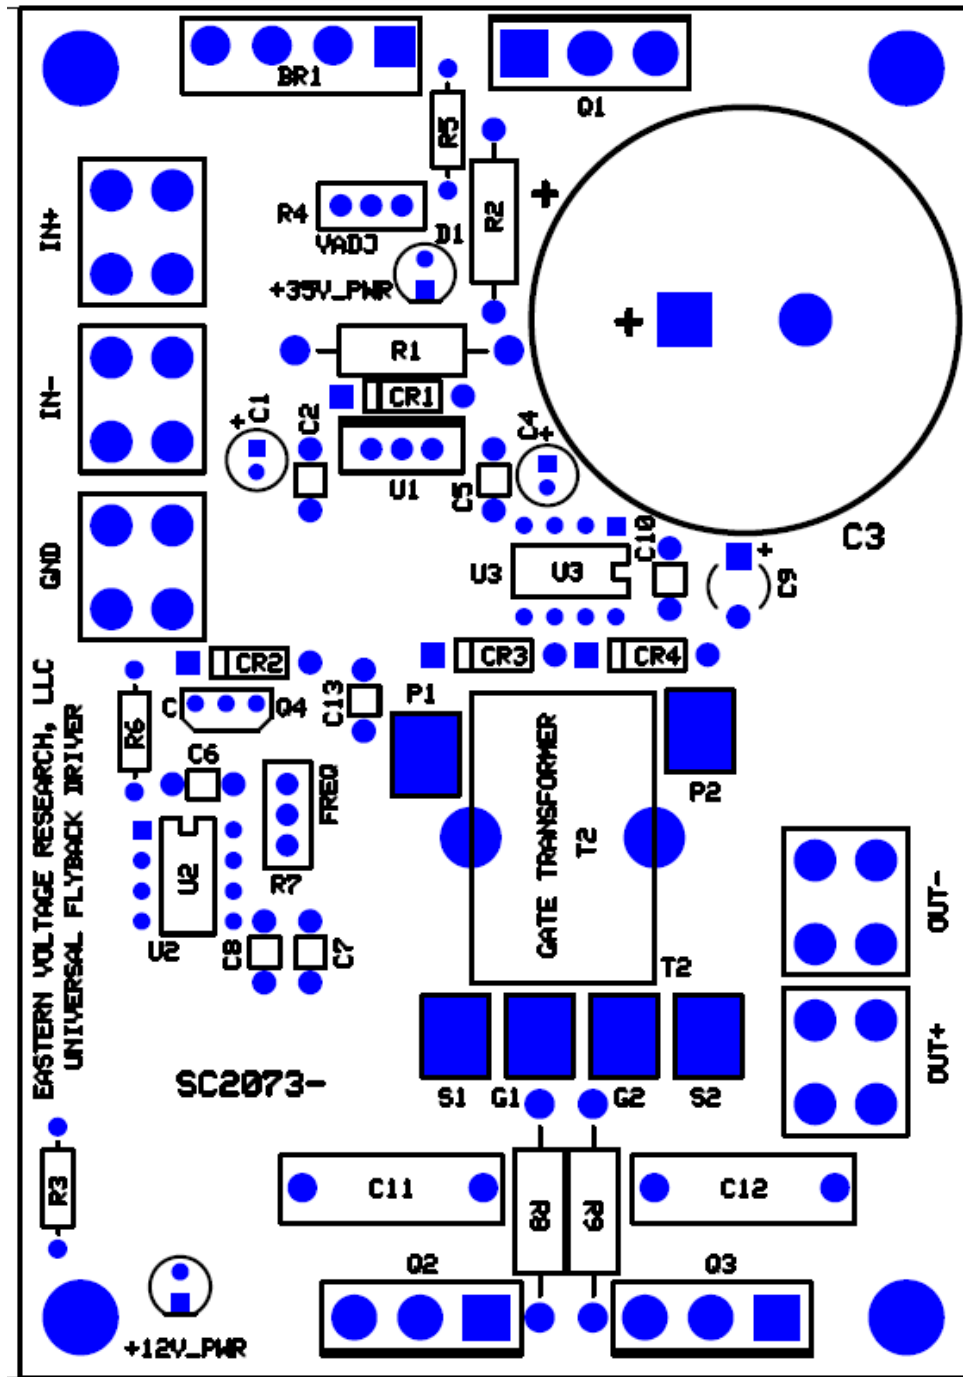 BR1
Q1
R5
IN+
R4
VADJ
D1
R2
+
+35V_PWR
+
R1
IN-
CR1
+
C1
C2
C4
+
U1
C5
C10
C3
GND
U3
U3
+
C9
CR2
CR3
CR4
C13
P1
C
Q4
R6
C6
FREQ
P2
EASTERN VOLTAGE RESEARCH, LLC
UNIVERSAL FLYBACK DRIVER
GATE TRANSFORMER
T2
U2
R7
U2
C8
C7
T2
OUT-
OUT+
SC2073-
S1
G1
G2
S2
R3
C11
R8
R9
C12
Q2
Q3
+12V_PWR